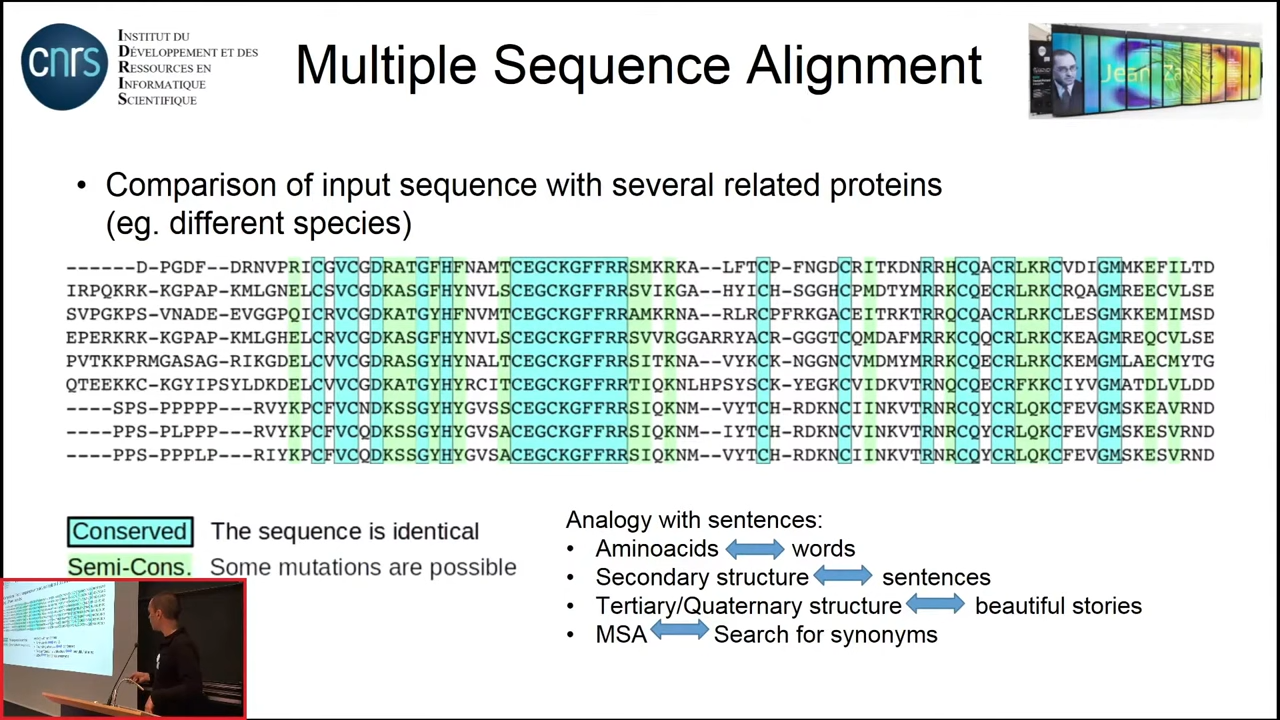 cnrs
INSTITUT DU
DÉVELOPPEMENT ET DES
RESSOURCES EN
INFORMATIQUE
SCIENTIFIQUE
Multiple Sequence Alignment
Jean Zay
• Comparison of input sequence with several related proteins
(eg. different species)
------D-PGDF--DRNVPRICGVCGDRATGFHFNAMTCEGCKGFFRRSMKRKA--LFTCP-FNGDCRITKDNRRHCQACRLKRCVDIGMMKEFILTD
IRPQKRK-KGPAP-KMLGNELCSVCGDKASGFHYNVLSCEGCKGFFRRSVIKGA--HYICH-SGGHCPMDTYMRRKCQECRLRKCRQAGMREECVLSE
SVPGKPS-VNADE-EVGGPQICRVCGDKATGYHFNVMTCEGCKGFFRRAMKRNA--RLRCPFRKGACEITRKTRRQCQACRLRKCLESGMKKEMIMSD
EPERKRK-KGPAP-KMLGHELCRVCGDKASGFHYNVLSCEGCKGFFRRSVVRGGARRYACR-GGGTCQMDAFMRRKCQQCRLRKCKEAGMREQCVLSE
PVTKKPRMGASAG-RIKGDELCVVCGDRASGYHYNALTCEGCKGFFRRSITKNA--VYKCK-NGGNCVMDMYMRRKCQECRLRKCKEMGMLAECMYTG
QTEEKKC-KGYIPSYLDKDELCVVCGDKATGYHYRCITCEGCKGFFRRTIQKNLHPSYSCK-YEGKCVIDKVTRNQCQECRFKKCIYVGMATDLVLDD
----SPS-PPPPP---RVYKPCFVCNDKSSGYHYGVSSCEGCKGFFRRSIQKNM--VYTCH-RDKNCIINKVTRNRCQYCRLQKCFEVGMSKEAVRND
----PPS-PLPPP---RVYKPCFVCQDKSSGYHYGVSACEGCKGFFRRSIQKNM--IYTCH-RDKNCVINKVTRNRCQYCRLQKCFEVGMSKESVRND
----PPS-PPPLP---RIYKPCFVCQDKSSGYHYGVSACEGCKGFFRRSIQKNM--VYTCH-RDKNCIINKVTRNRCQYCRLQKCFEVGMSKESVRND
Conserved The sequence is identical
Semi-Cons. Some mutations are possible
Analogy with sentences:
• Aminoacids words
• Secondary structure sentences
• Tertiary/Quaternary structure beautiful stories
• MSA Search for synonyms